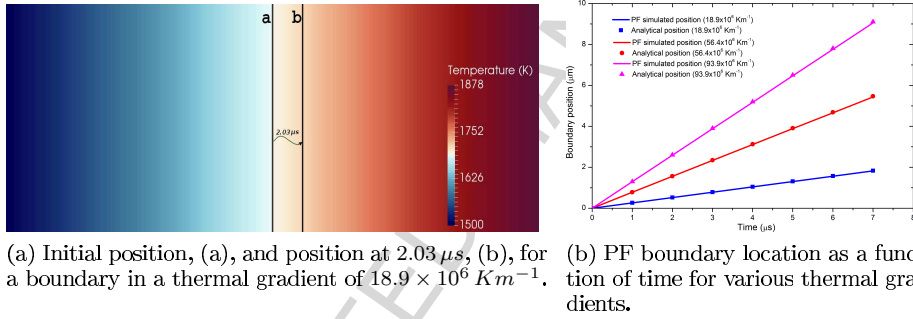 a b
Temperature (K)
1878
1752
1626
1500
2.03 μs
10
8
6
4
2
0
Boundary position (μm)
PF simulated position (18.9x10⁶ Km⁻¹)
Analytical position (18.9x10⁶ Km⁻¹)
PF simulated position (56.4x10⁶ Km⁻¹)
Analytical position (56.4x10⁶ Km⁻¹)
PF simulated position (93.9x10⁶ Km⁻¹)
Analytical position (93.9x10⁶ Km⁻¹)
0 1 2 3 4 5 6 7
Time (μs)
(a) Initial position, (a), and position at 2.03 μs, (b), for
a boundary in a thermal gradient of 18.9 × 10⁶ Km⁻¹.
(b) PF boundary location as a func
tion of time for various thermal gra
dients.